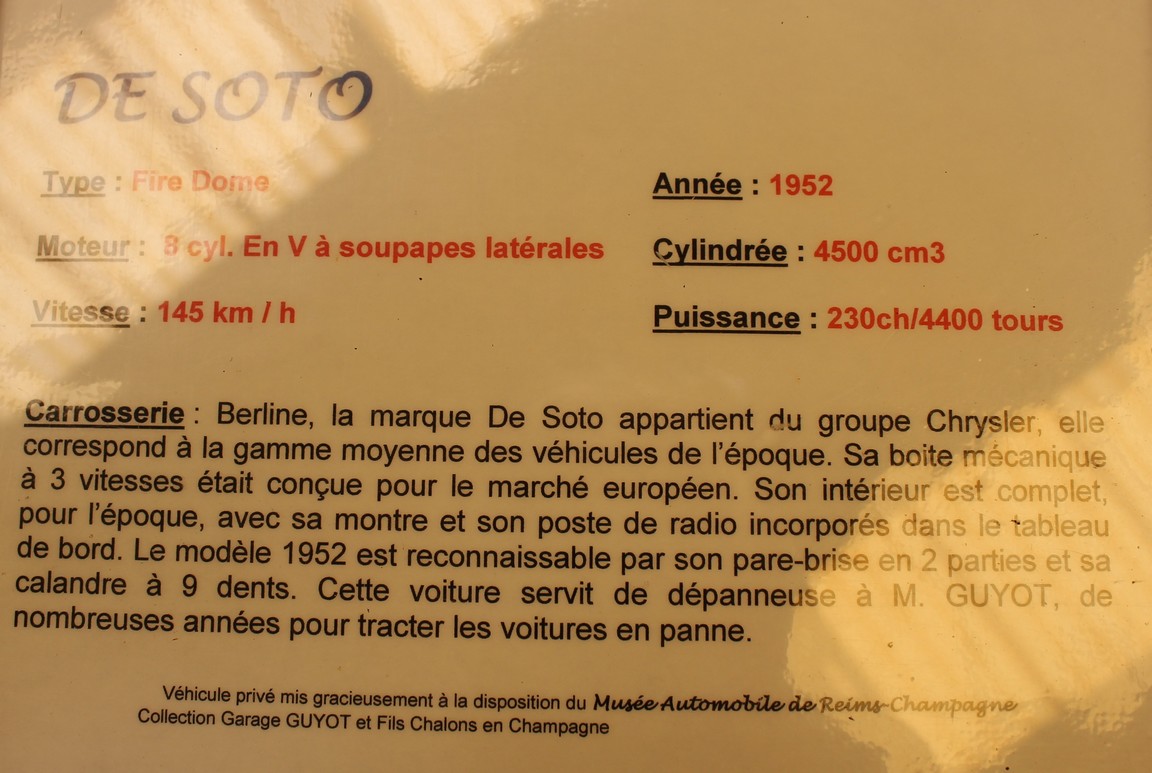 DE SOTO
Type : Fire Dome
Année : 1952
Moteur : 8 cyl. En V à soupapes latérales
Cylindrée : 4500 cm3
Vitesse : 145 km / h
Puissance : 230ch/4400 tours
Carrosserie : Berline, la marque De Soto appartient du groupe Chrysler, elle
correspond à la gamme moyenne des véhicules de l'époque. Sa boite mécanique
à 3 vitesses était conçue pour le marché européen. Son intérieur est complet,
pour l'époque, avec sa montre et son poste de radio incorporés dans le tableau
de bord. Le modèle 1952 est reconnaissable par son pare-brise en 2 parties et sa
calandre à 9 dents. Cette voiture servit de dépanneuse à M. GUYOT, de
nombreuses années pour tracter les voitures en panne.
Véhicule privé mis gracieusement à la disposition du Musée Automobile de Reims-Champagne
Collection Garage GUYOT et Fils Chalons en Champagne